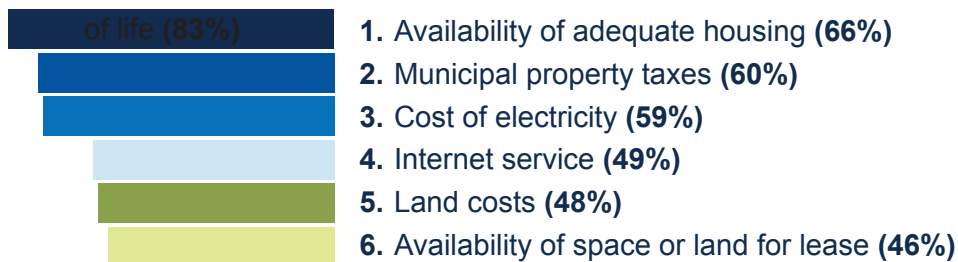 of life (83%)
1. Availability of adequate housing (66%)
2. Municipal property taxes (60%)
3. Cost of electricity (59%)
4. Internet service (49%)
5. Land costs (48%)
6. Availability of space or land for lease (46%)